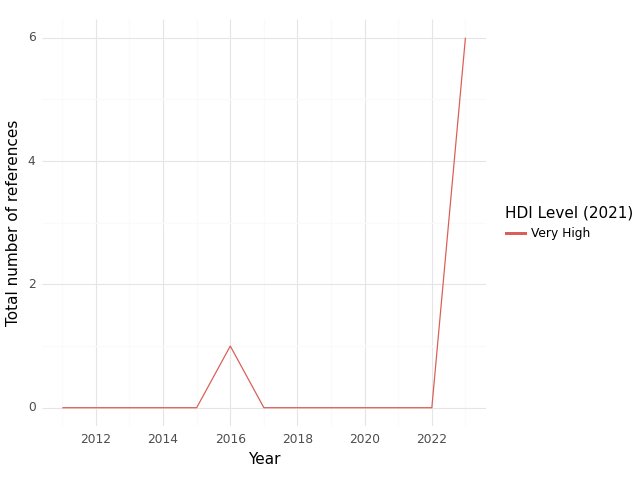 6
4
2
0
2012 2014 2016 2018 2020 2022
Year
Total number of references
HDI Level (2021)
Very High